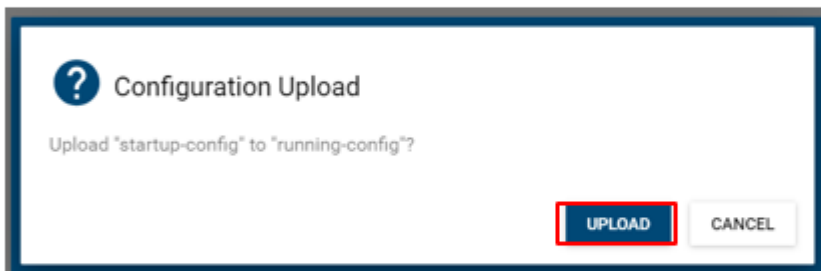 Configuration Upload
Upload "startup-config" to "running-config"?
UPLOAD CANCEL